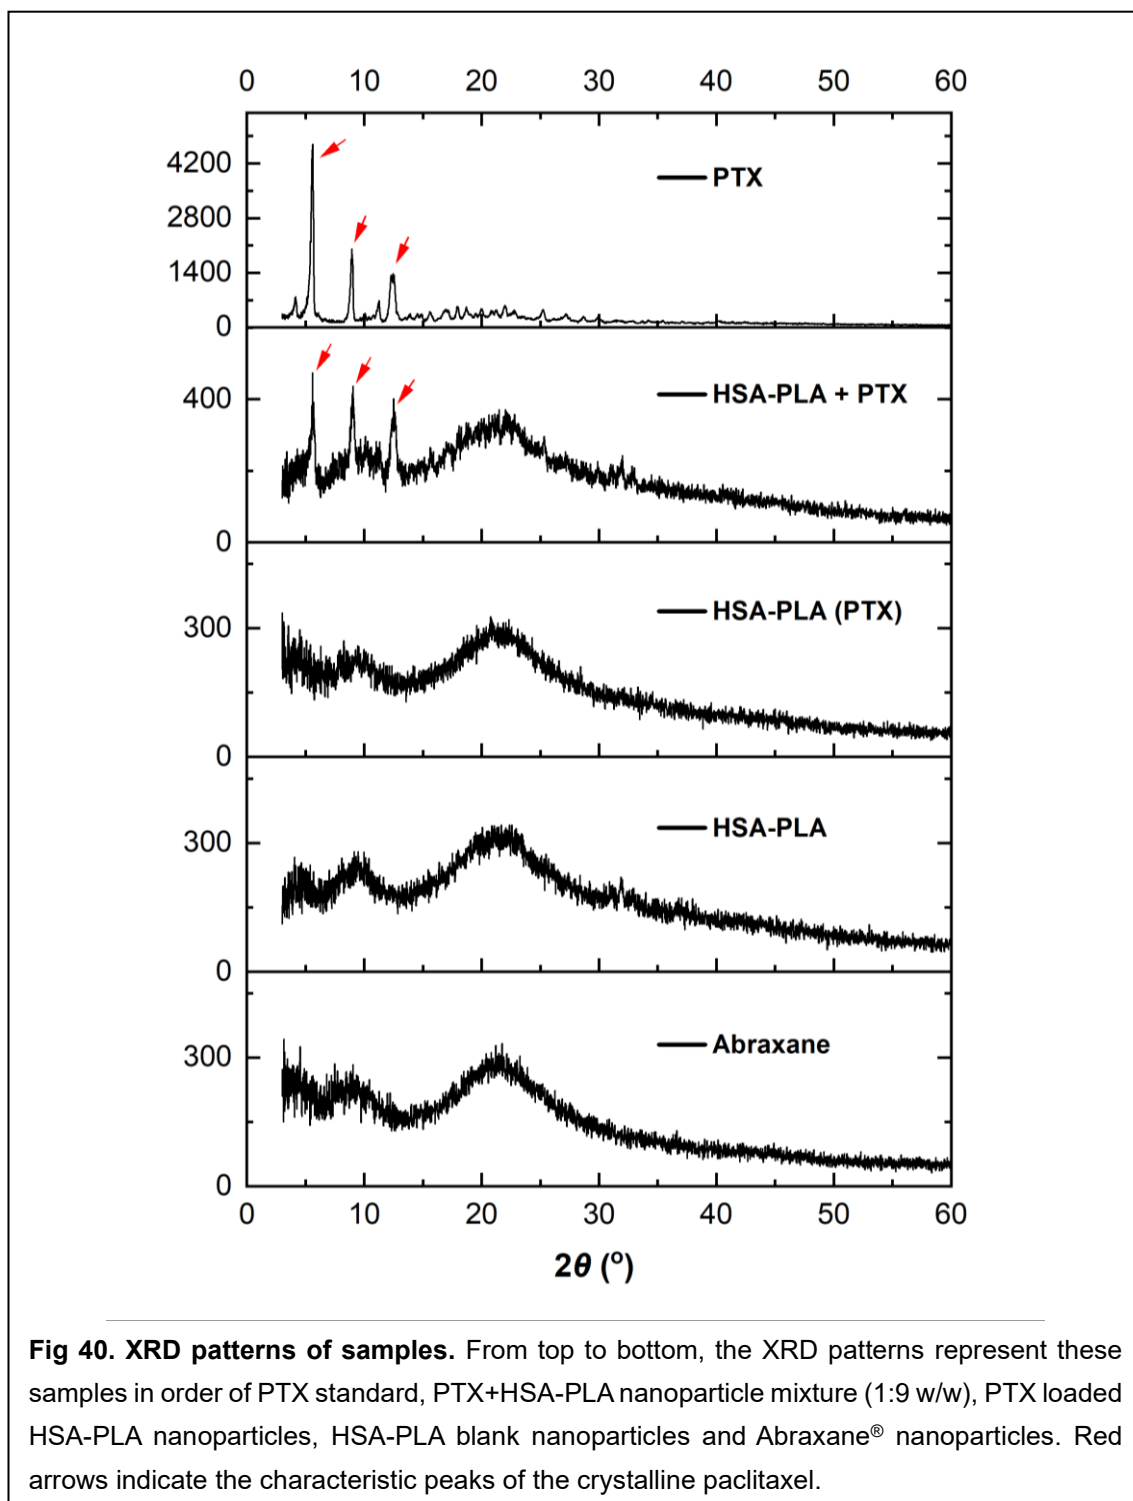 0 10 20 30 40 50 60
4200
2800
1400
0
PTX
400
0
HSA-PLA + PTX
300
0
HSA-PLA (PTX)
300
0
HSA-PLA
300
0
Abraxane
0 10 20 30 40 50 60
2θ (°)
Fig 40. XRD patterns of samples. From top to bottom, the XRD patterns represent these
samples in order of PTX standard, PTX+HSA-PLA nanoparticle mixture (1:9 w/w), PTX loaded
HSA-PLA nanoparticles, HSA-PLA blank nanoparticles and Abraxane® nanoparticles. Red
arrows indicate the characteristic peaks of the crystalline paclitaxel.